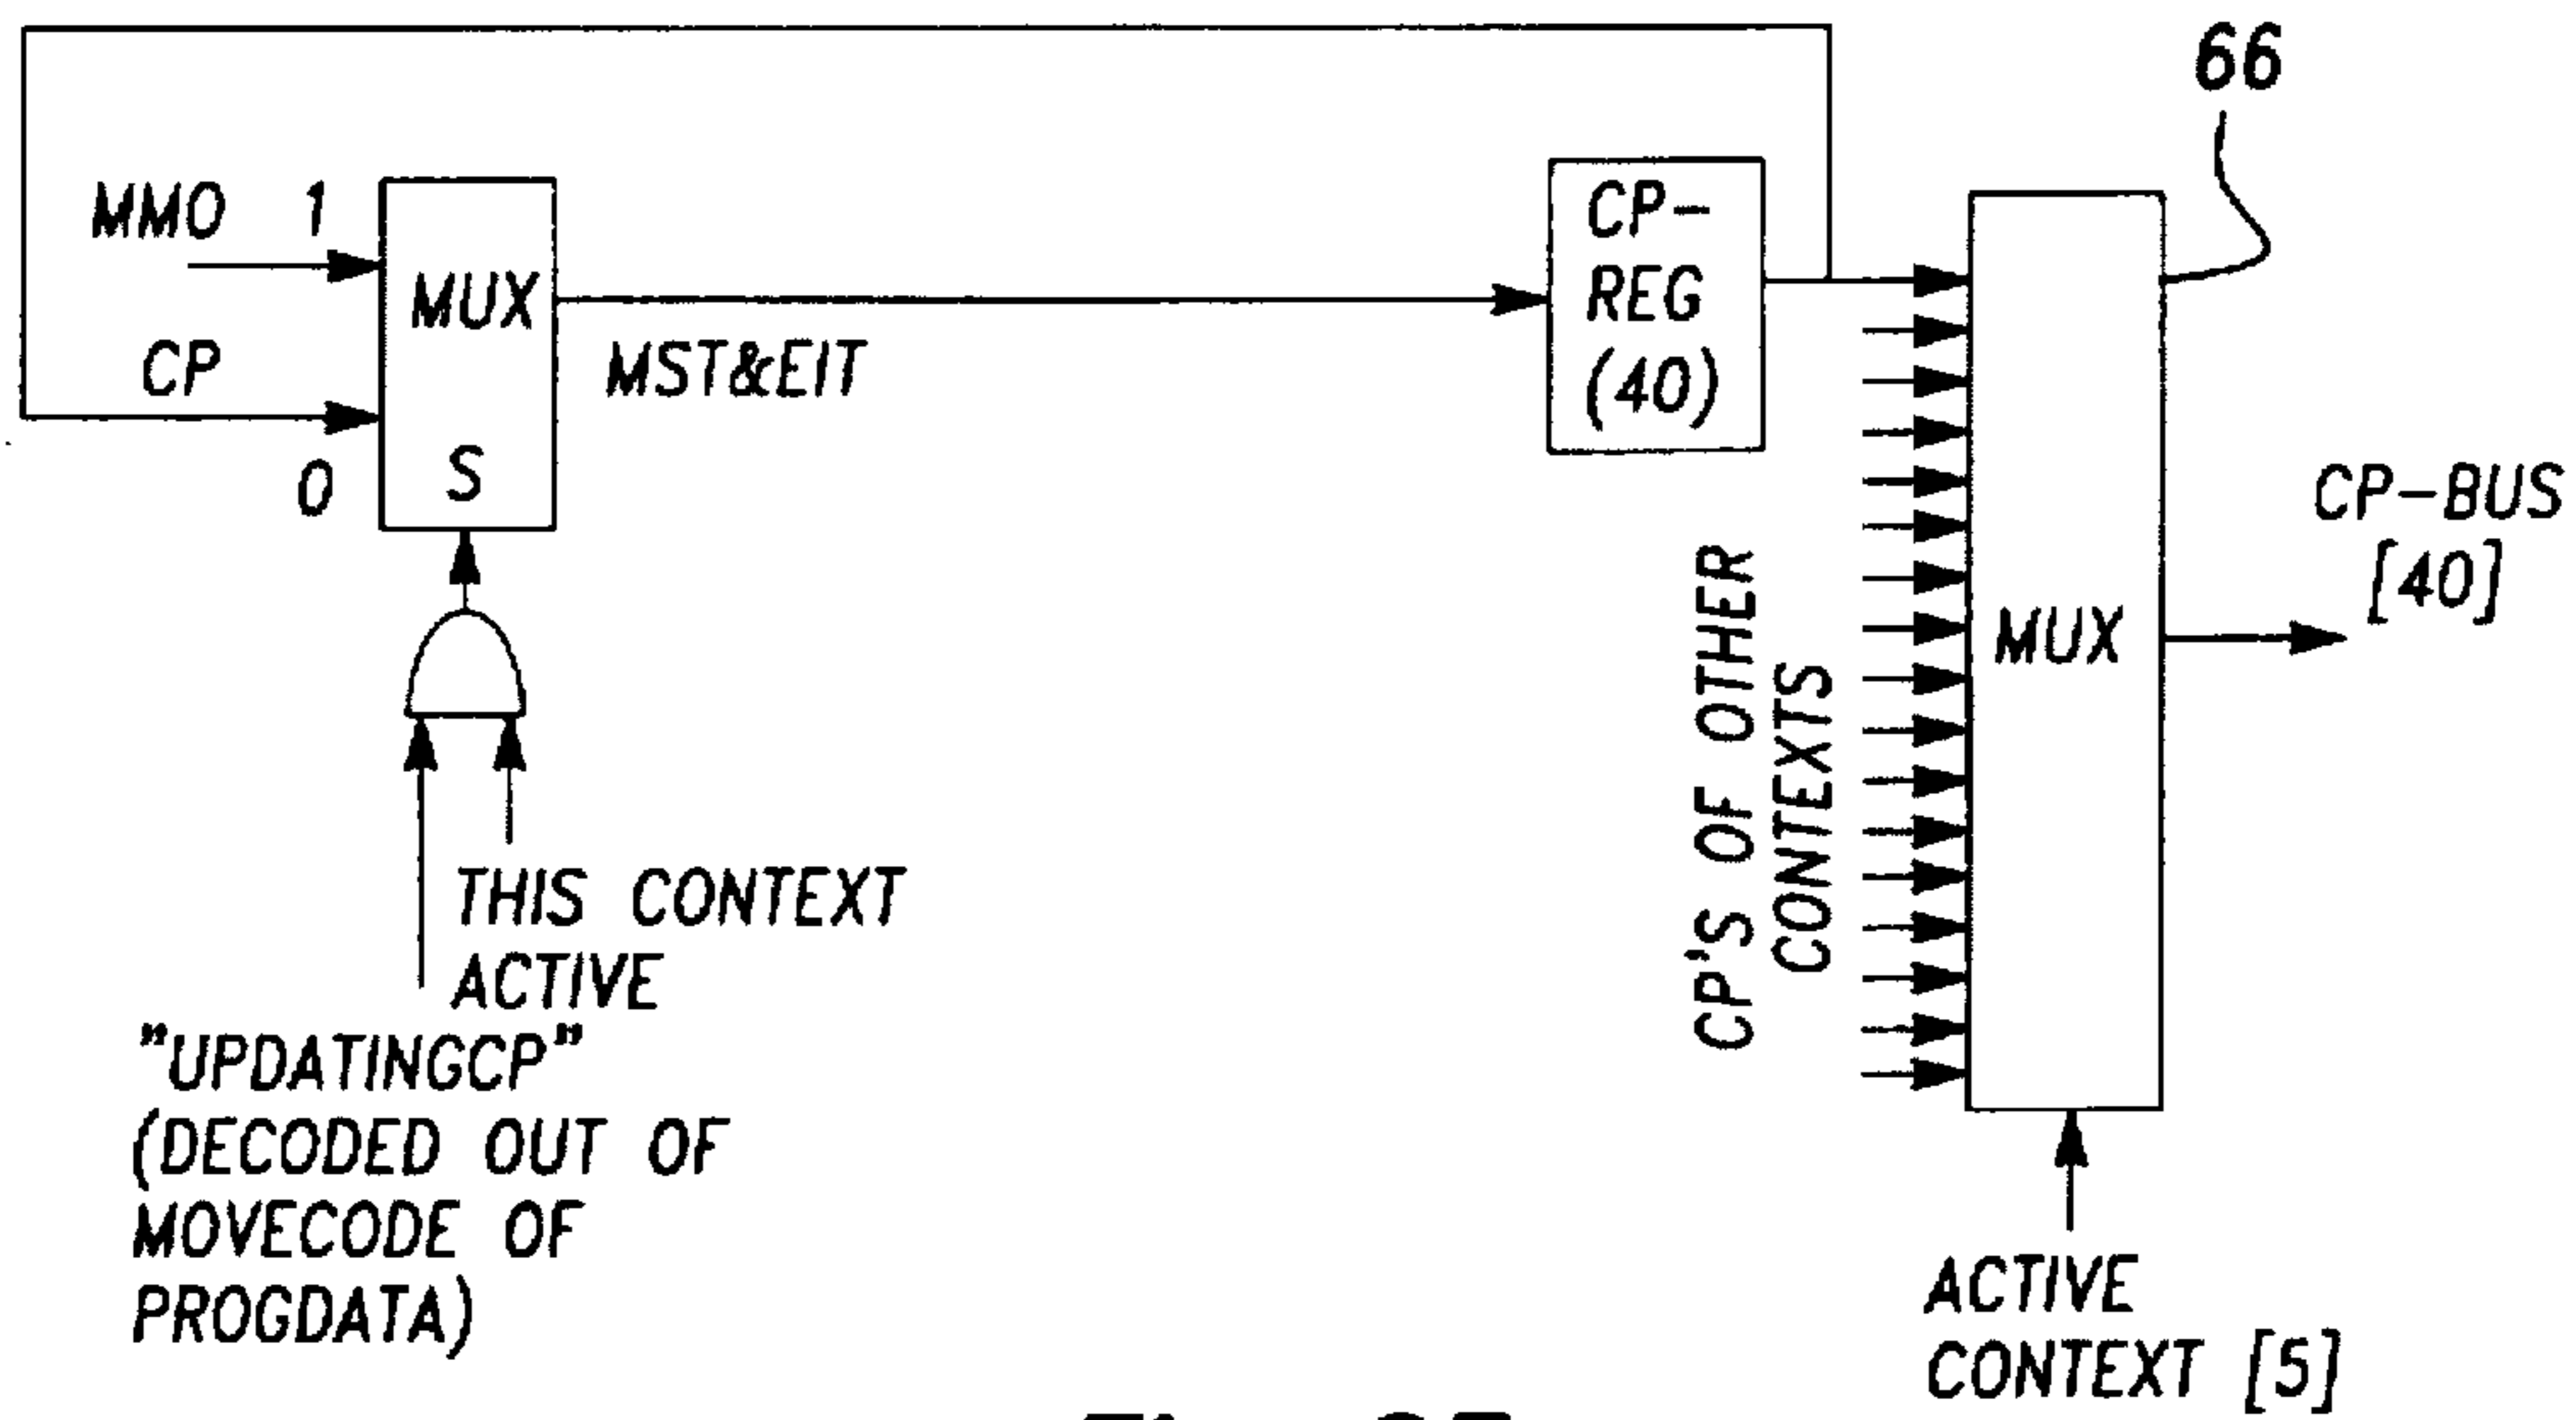 66
MMO 1
MUX
CP
0
S
MST&EIT
CP-
REG
(40)
CP'S OF OTHER
CONTEXTS
MUX
CP-BUS
[40]
THIS CONTEXT
ACTIVE
"UPDATINGCP"
(DECODED OUT OF
MOVECODE OF
PROGDATA)
ACTIVE
CONTEXT [5]